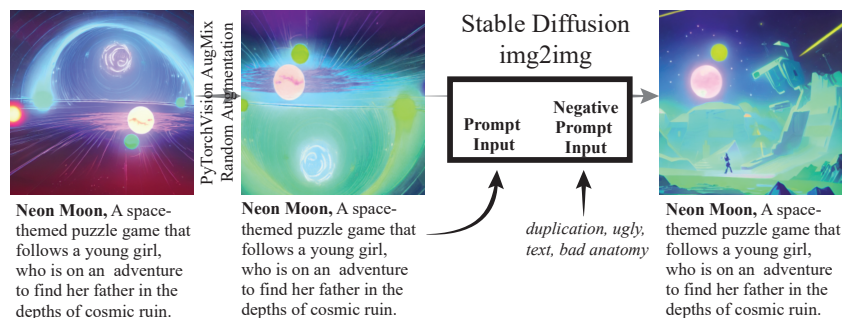 PyTorchVision AugMix
Random Augmentation
Stable Diffusion
img2img
Prompt
Input
Negative
Prompt
Input
Neon Moon, A space-
themed puzzle game that
follows a young girl,
who is on an  adventure
to find her father in the
depths of cosmic ruin.
Neon Moon, A space-
themed puzzle game that
follows a young girl,
who is on an  adventure
to find her father in the
depths of cosmic ruin.
duplication, ugly,
text, bad anatomy
Neon Moon, A space-
themed puzzle game that
follows a young girl,
who is on an  adventure
to find her father in the
depths of cosmic ruin.